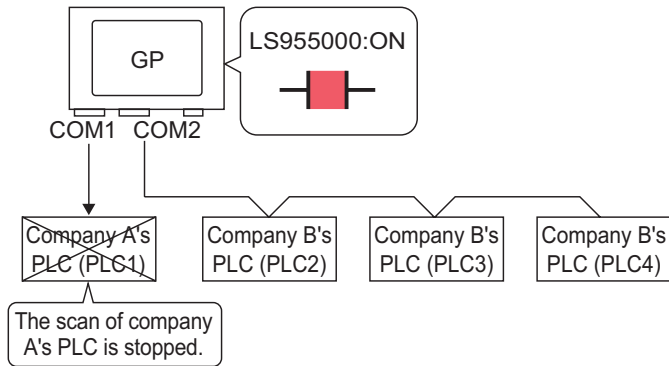 GP
LS955000:ON
COM1
COM2
Company A's
PLC (PLC1)
Company B's
PLC (PLC2)
Company B's
PLC (PLC3)
Company B's
PLC (PLC4)
The scan of company
A's PLC is stopped.